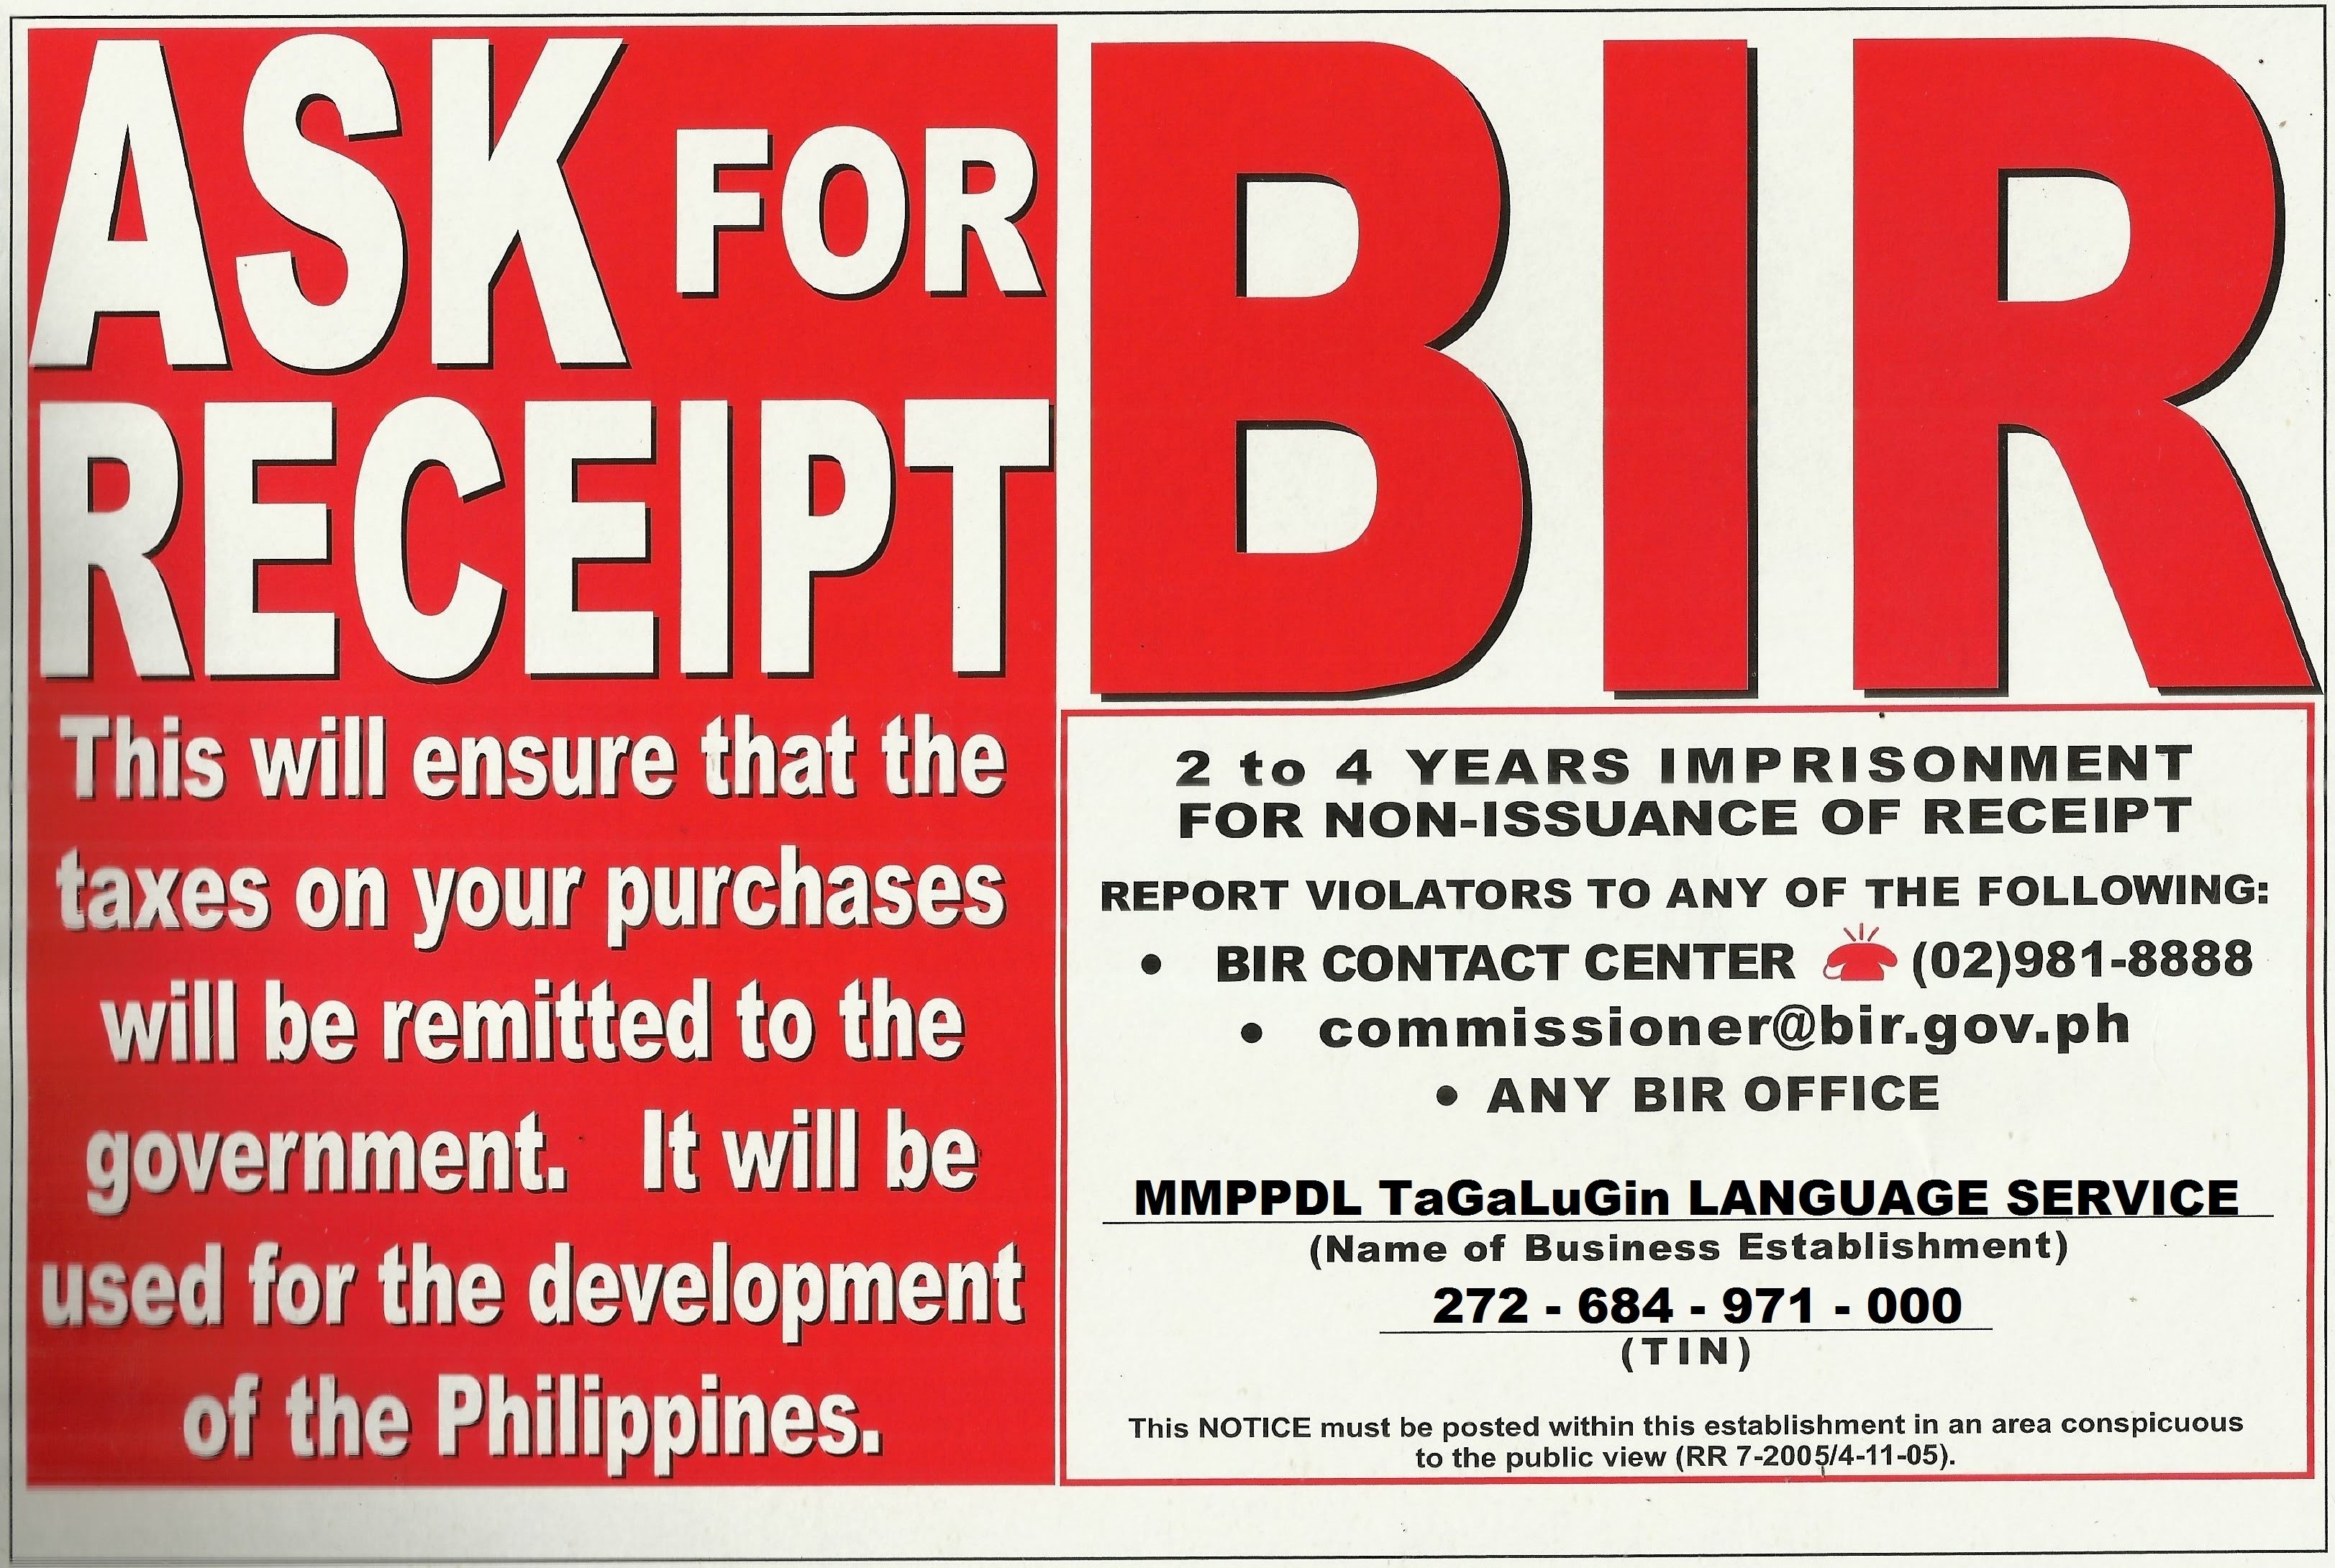 ASK FOR
RECEIPT
This will ensure that the
taxes on your purchases
will be remitted to the
government. It will be
used for the development
of the Philippines.
BIR
2 to 4 YEARS IMPRISONMENT
FOR NON-ISSUANCE OF RECEIPT
REPORT VIOLATORS TO ANY OF THE FOLLOWING:
• BIR CONTACT CENTER (02)981-8888
• commissioner@bir.gov.ph
• ANY BIR OFFICE
MMPPDL TaGaLuGin LANGUAGE SERVICE
(Name of Business Establishment)
272 - 684 - 971 - 000
(TIN)
This NOTICE must be posted within this establishment in an area conspicuous
to the public view (RR 7-2005/4-11-05).